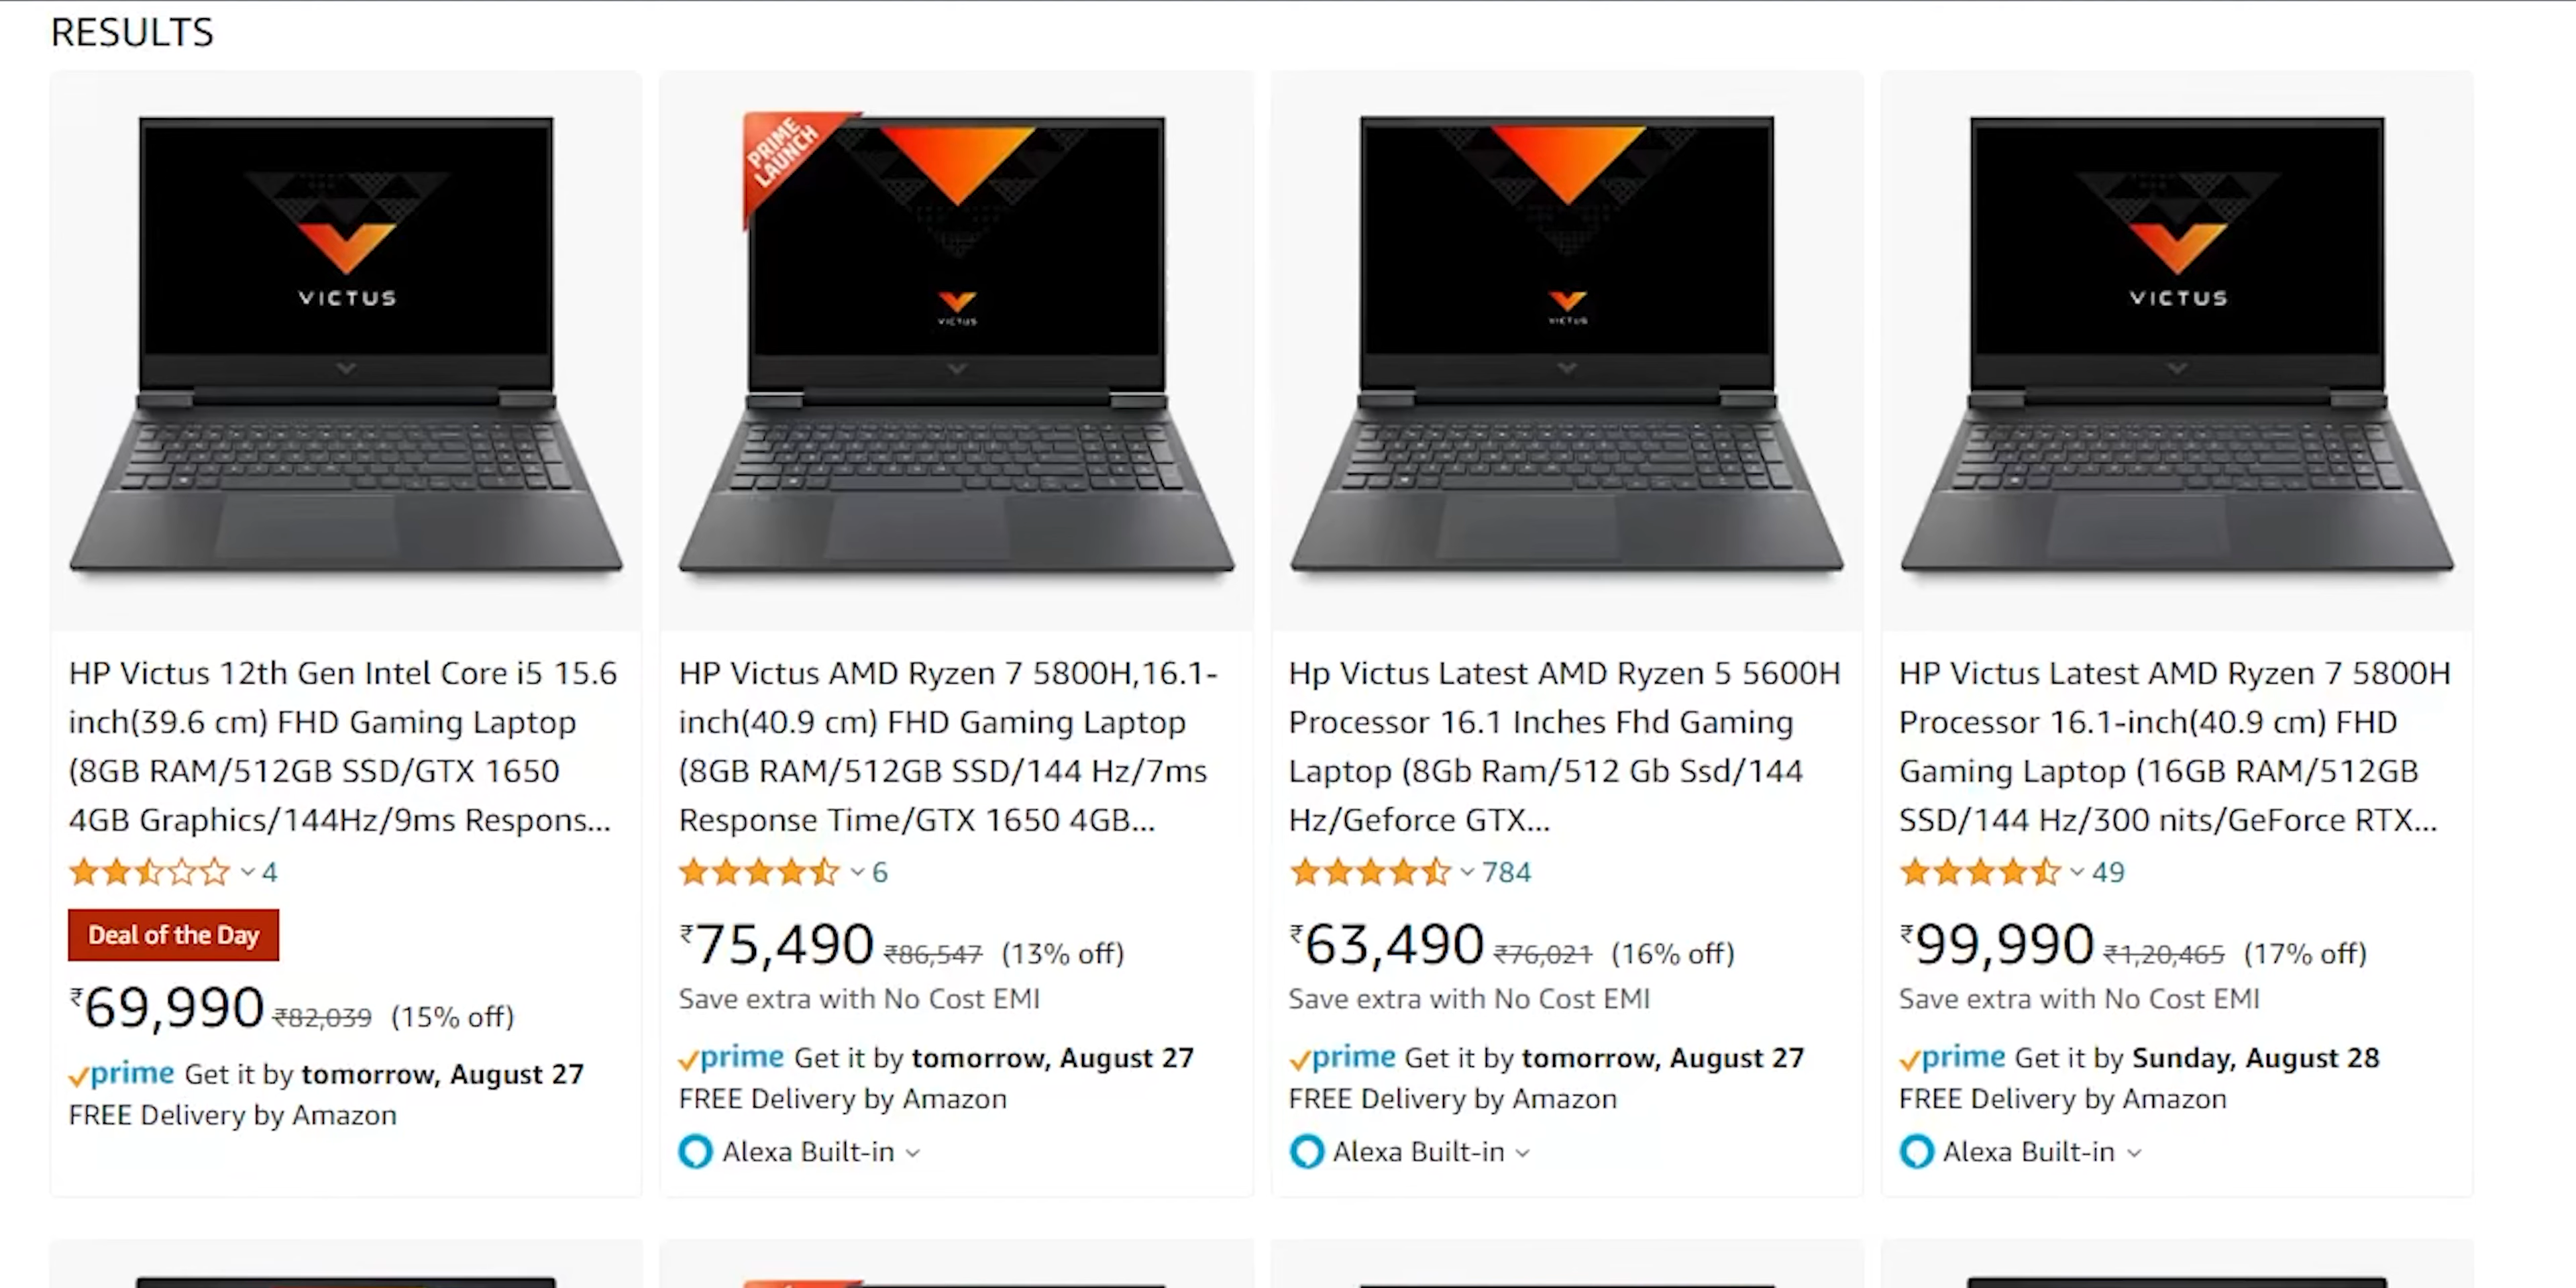 RESULTS
VICTUS
HP Victus 12th Gen Intel Core i5 15.6
inch(39.6 cm) FHD Gaming Laptop
(8GB RAM/512GB SSD/GTX 1650
4GB Graphics/144Hz/9ms Respons...
4
Deal of the Day
₹69,990 ₹82,039 (15% off)
prime Get it by tomorrow, August 27
FREE Delivery by Amazon
PRIME
LAUNCH
VICTUS
HP Victus AMD Ryzen 7 5800H,16.1-
inch(40.9 cm) FHD Gaming Laptop
(8GB RAM/512GB SSD/144 Hz/7ms
Response Time/GTX 1650 4GB...
6
₹75,490 ₹86,547 (13% off)
Save extra with No Cost EMI
prime Get it by tomorrow, August 27
FREE Delivery by Amazon
Alexa Built-in
VICTUS
Hp Victus Latest AMD Ryzen 5 5600H
Processor 16.1 Inches Fhd Gaming
Laptop (8Gb Ram/512 Gb Ssd/144
Hz/Geforce GTX...
784
₹63,490 ₹76,021 (16% off)
Save extra with No Cost EMI
prime Get it by tomorrow, August 27
FREE Delivery by Amazon
Alexa Built-in
VICTUS
HP Victus Latest AMD Ryzen 7 5800H
Processor 16.1-inch(40.9 cm) FHD
Gaming Laptop (16GB RAM/512GB
SSD/144 Hz/300 nits/GeForce RTX...
49
₹99,990 ₹1,20,465 (17% off)
Save extra with No Cost EMI
prime Get it by Sunday, August 28
FREE Delivery by Amazon
Alexa Built-in